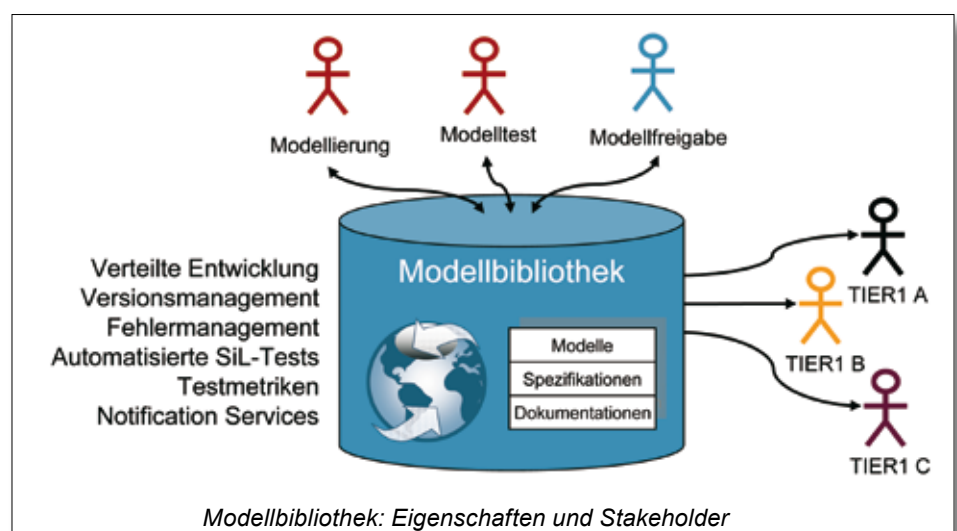 Modellierung
Modelltest
Modellfreigabe
Verteilte Entwicklung
Versionsmanagement
Fehlermanagement
Automatisierte SiL-Tests
Testmetriken
Notification Services
Modellbibliothek
Modelle
Spezifikationen
Dokumentationen
TIER1 A
TIER1 B
TIER1 C
Modellbibliothek: Eigenschaften und Stakeholder